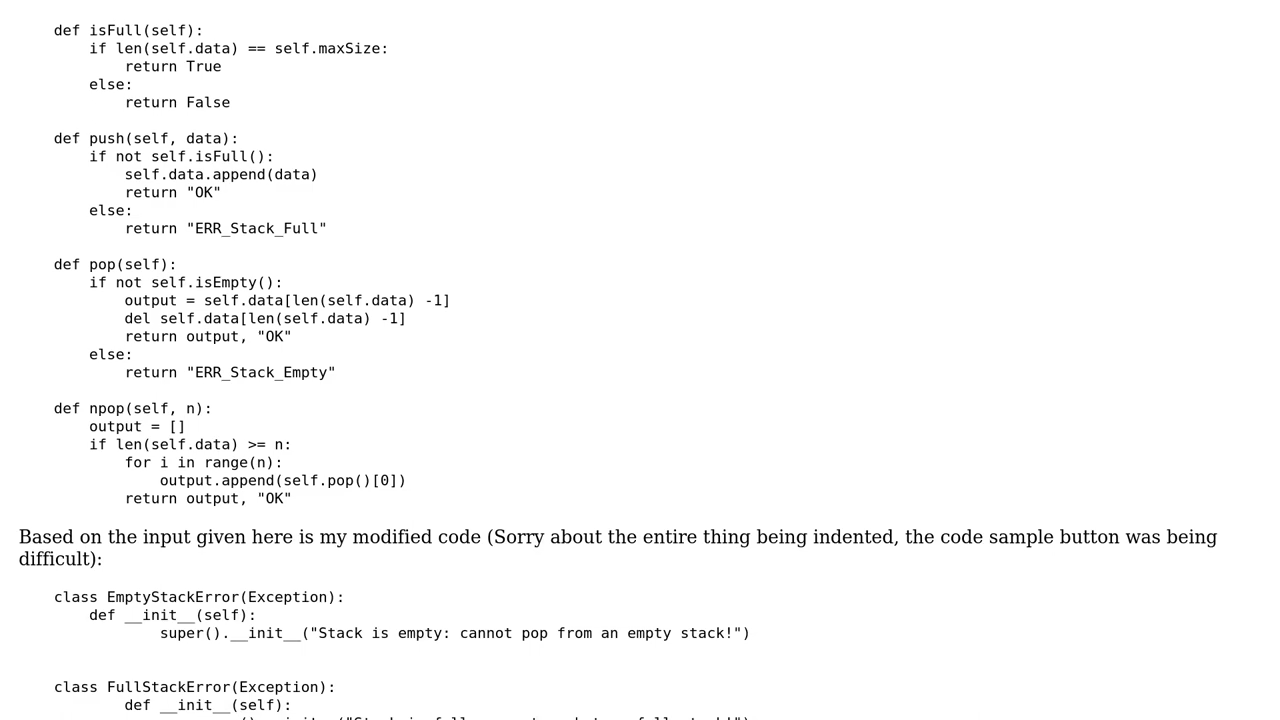 def isFull(self):
if len(self.data) == self.maxSize:
return True
else:
return False
def push(self, data):
if not self.isFull():
self.data.append(data)
return "OK"
else:
return "ERR_Stack_Full"
def pop(self):
if not self.isEmpty():
output = self.data[len(self.data) -1]
del self.data[len(self.data) -1]
return output, "OK"
else:
return "ERR_Stack_Empty"
def npop(self, n):
output = []
if len(self.data) >= n:
for i in range(n):
output.append(self.pop()[0])
return output, "OK"
Based on the input given here is my modified code (Sorry about the entire thing being indented, the code sample button was being
difficult):
class EmptyStackError(Exception):
def __init__(self):
super().__init__("Stack is empty: cannot pop from an empty stack!")
class FullStackError(Exception):
def __init__(self):